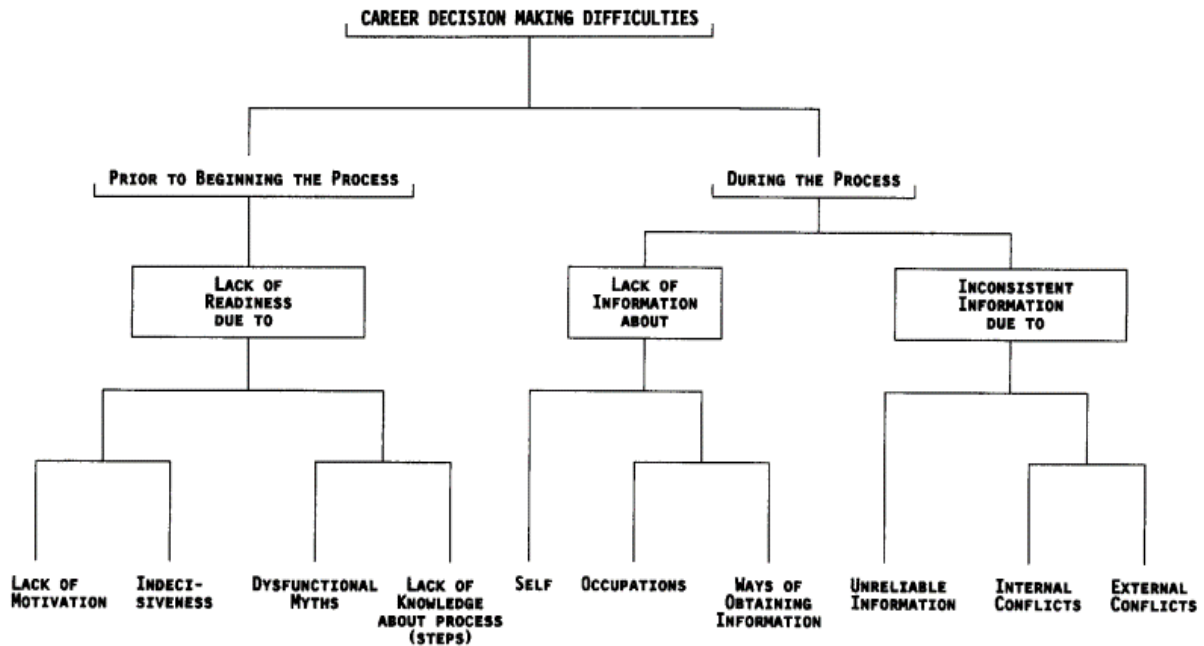 CAREER DECISION MAKING DIFFICULTIES
PRIOR TO BEGINNING THE PROCESS
DURING THE PROCESS
LACK OF
READINESS
DUE TO
LACK OF
INFORMATION
ABOUT
INCONSISTENT
INFORMATION
DUE TO
LACK OF
MOTIVATION
INDECI-
SIVENESS
DYSFUNCTIONAL
MYTHS
LACK OF
KNOWLEDGE
ABOUT PROCESS
(STEPS)
SELF
OCCUPATIONS
WAYS OF
OBTAINING
INFORMATION
UNRELIABLE
INFORMATION
INTERNAL
CONFLICTS
EXTERNAL
CONFLICTS